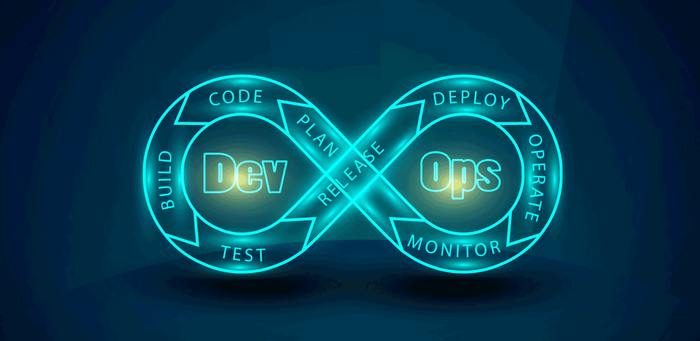 PLAN
CODE
BUILD
TEST
RELEASE
DEPLOY
OPERATE
MONITOR
Dev
Ops